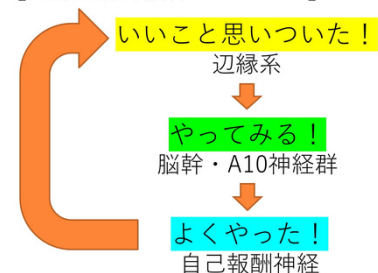 いいこと思いついた！
辺縁系
やってみる！
脳幹・A10神経群
よくやった！
自己報酬神経